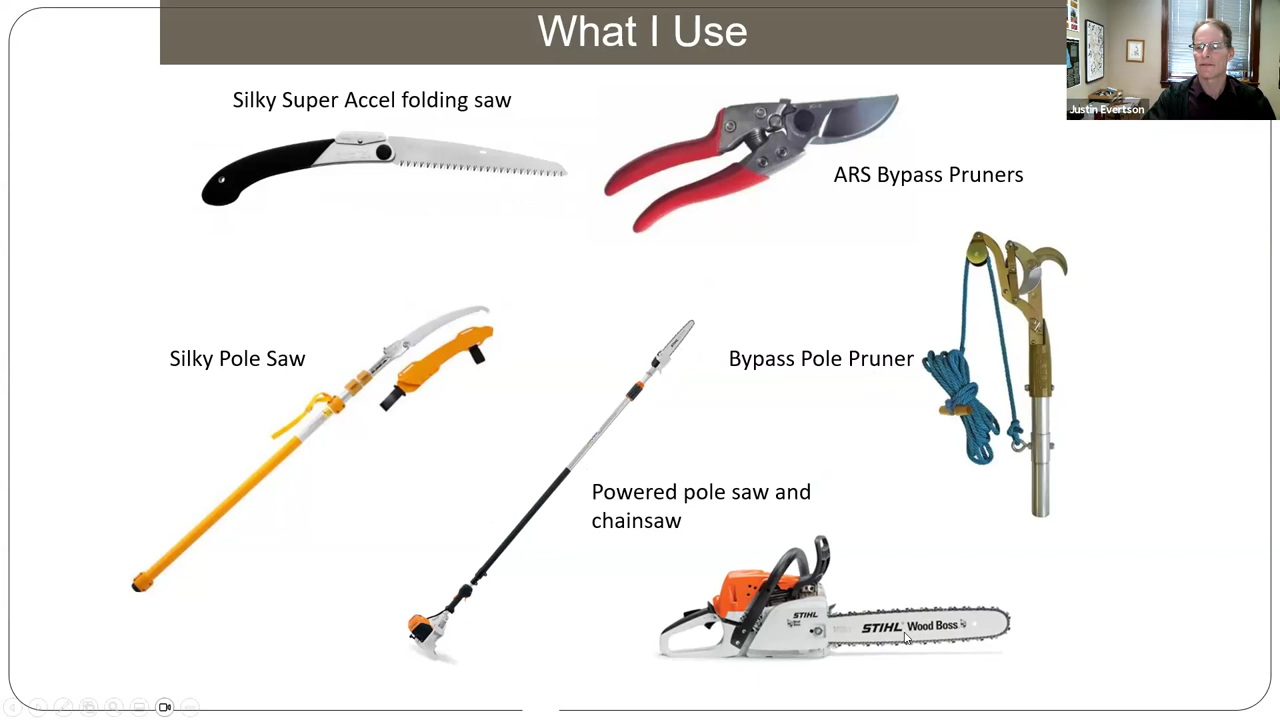 What I Use
Justin Evertson
Silky Super Accel folding saw
ARS Bypass Pruners
Silky Pole Saw
Bypass Pole Pruner
Powered pole saw and
chainsaw
STIHL
STIHL Wood Boss